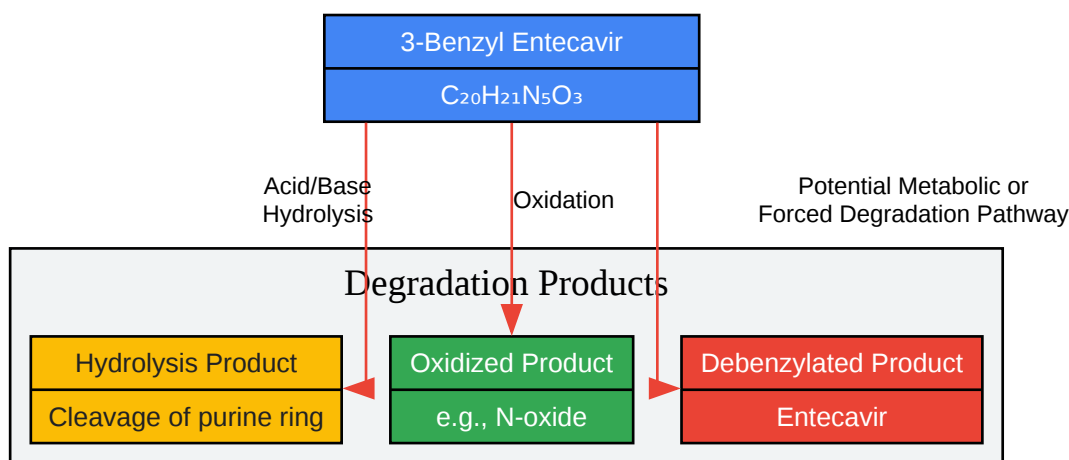 3-Benzyl Entecavir
C₂₀H₂₁N₅O₃
Acid/Base
Hydrolysis
Oxidation
Potential Metabolic or
Forced Degradation Pathway
Degradation Products
Hydrolysis Product
Cleavage of purine ring
Oxidized Product
e.g., N-oxide
Debenzylated Product
Entecavir